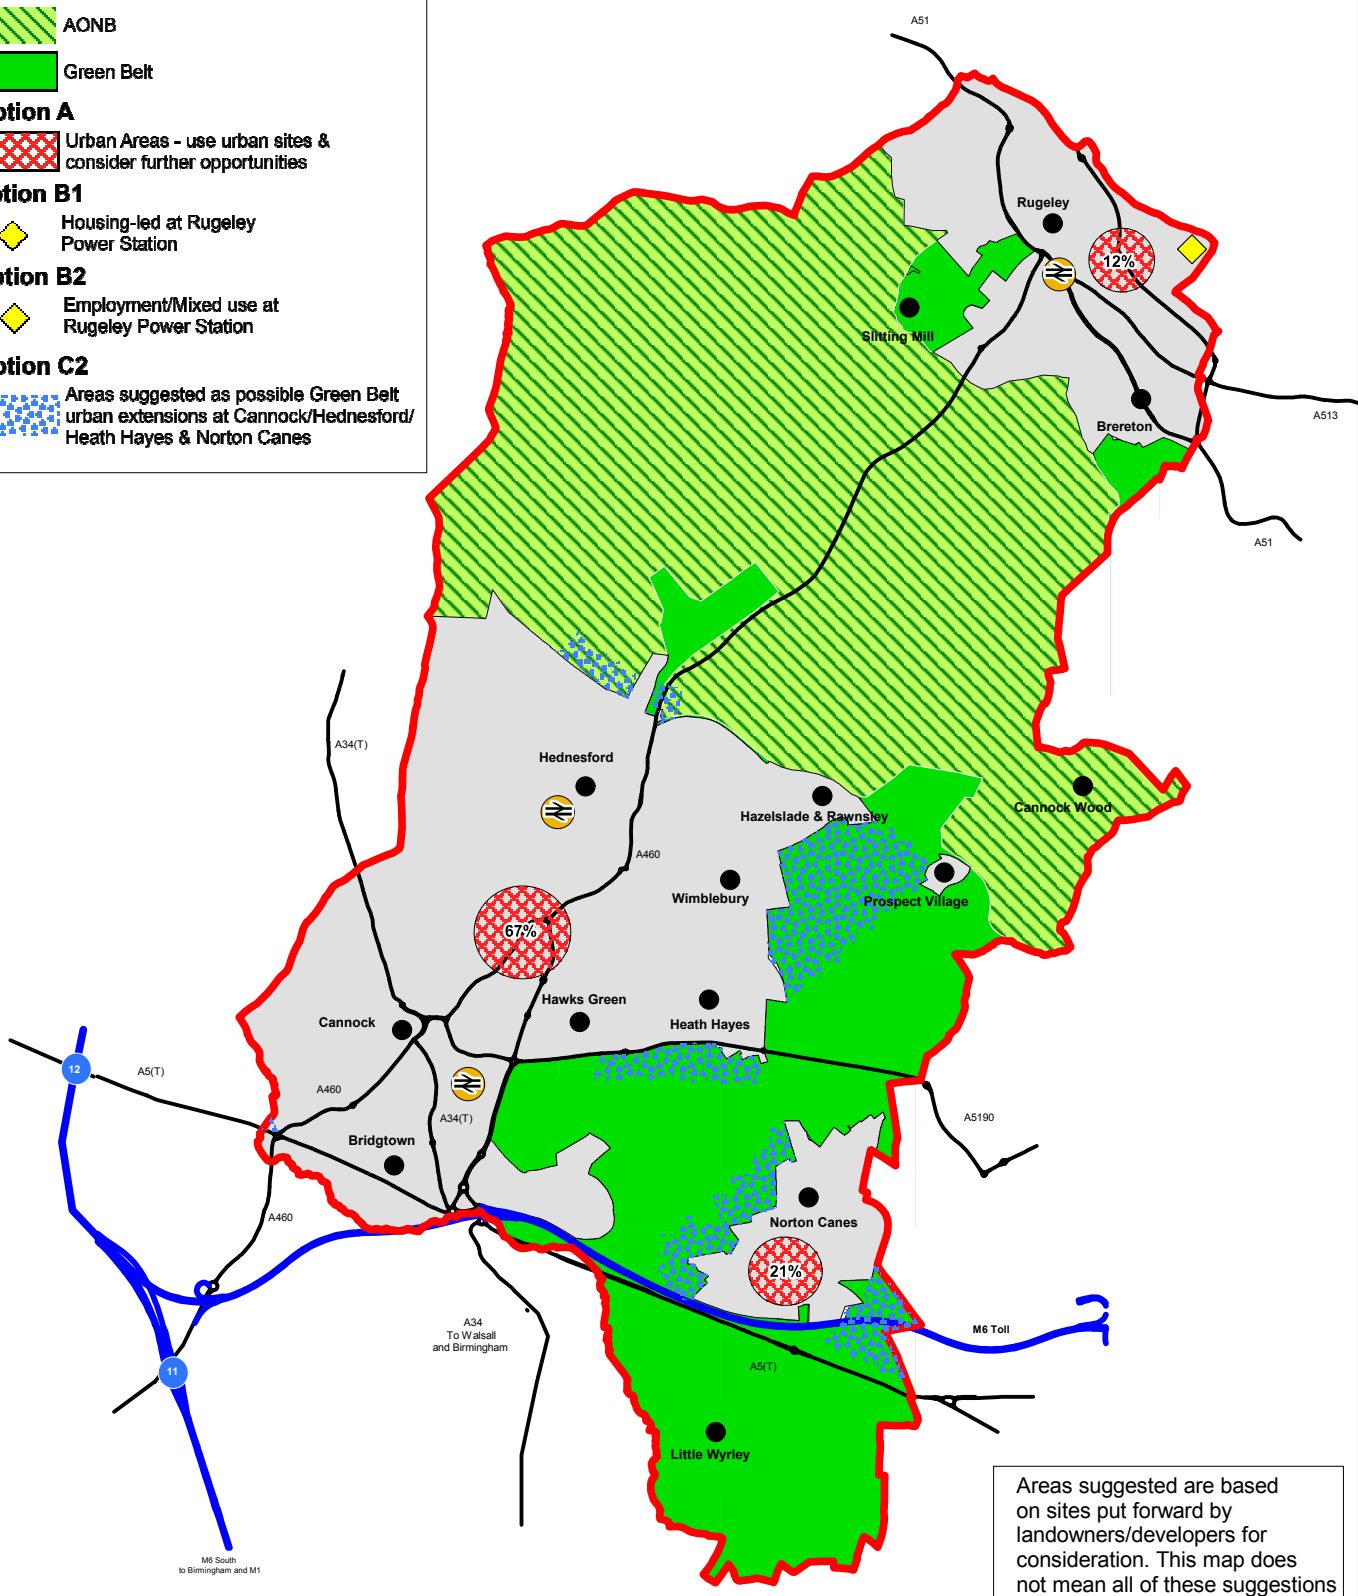 AONB
Green Belt
ption A
Urban Areas - use urban sites &
consider further opportunities
ption B1
Housing-led at Rugeley
Power Station
ption B2
Employment/Mixed use at
Rugeley Power Station
ption C2
Areas suggested as possible Green Belt
urban extensions at Cannock/Hednesford/
Heath Hayes & Norton Canes
A51
Rugeley
12%
Slitting Mill
A513
Brereton
A51
A34(T)
Hednesford
Hazelslade & Rawnsley
Cannock Wood
A460
Wimblebury
Prospect Village
67%
Hawks Green
Heath Hayes
Cannock
12
A5(T)
A460
A34(T)
A5190
Bridgtown
A460
Norton Canes
21%
A34
To Walsall
and Birmingham
M6 Toll
A5(T)
11
Little Wyrley
M6 South
to Birmingham and M1
Areas suggested are based
on sites put forward by
landowners/developers for
consideration. This map does
not mean all of these suggestions